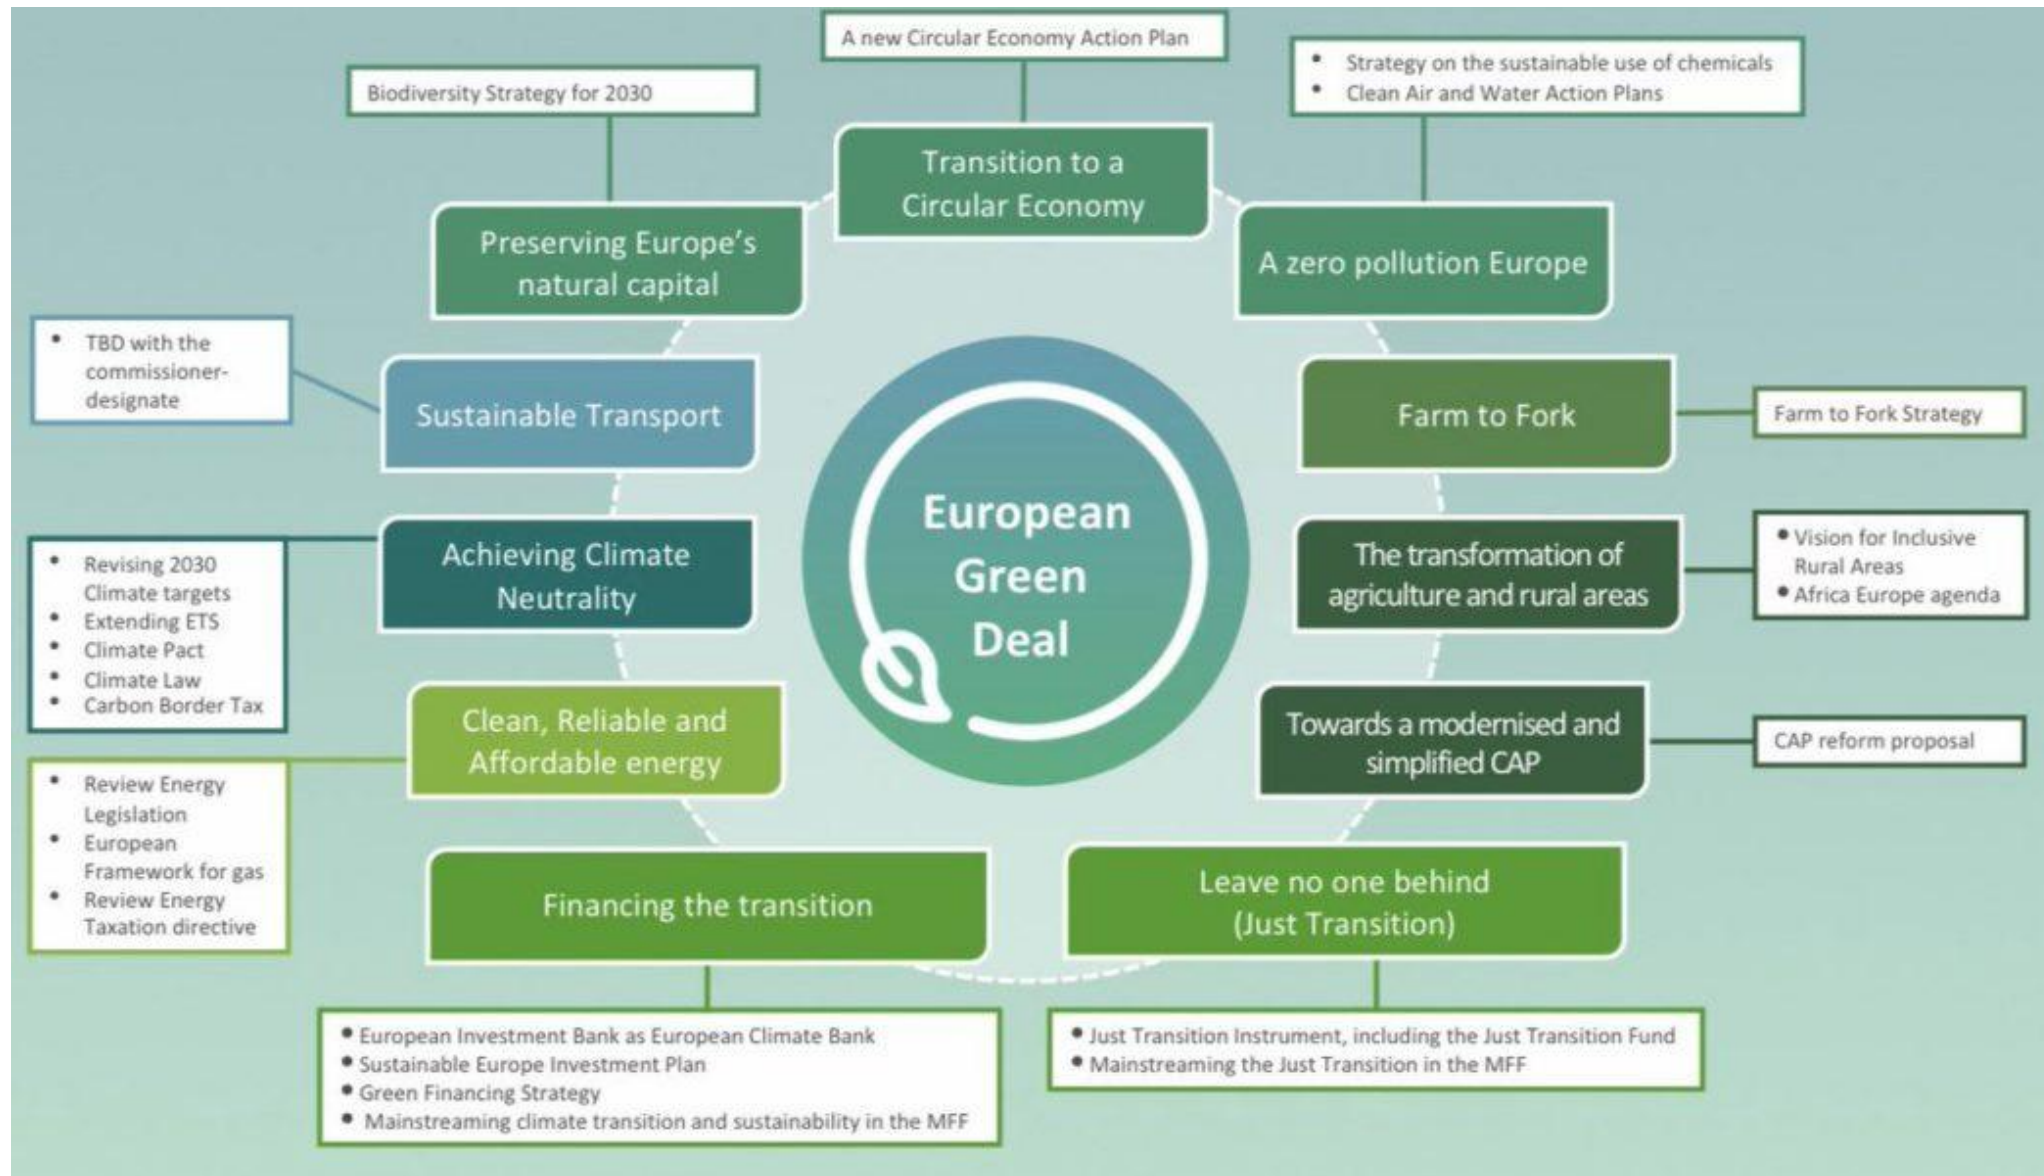 A new Circular Economy Action Plan
Biodiversity Strategy for 2030
• Strategy on the sustainable use of chemicals
• Clean Air and Water Action Plans
Transition to a
Circular Economy
Preserving Europe's
natural capital
A zero pollution Europe
• TBD with the
commissioner-
designate
Sustainable Transport
Farm to Fork
Farm to Fork Strategy
European
Green
Deal
Achieving Climate
Neutrality
• Revising 2030
Climate targets
• Extending ETS
• Climate Pact
• Climate Law
• Carbon Border Tax
The transformation of
agriculture and rural areas
• Vision for Inclusive
Rural Areas
• Africa Europe agenda
Clean, Reliable and
Affordable energy
• Review Energy
Legislation
• European
Framework for gas
• Review Energy
Taxation directive
Towards a modernised and
simplified CAP
CAP reform proposal
Financing the transition
• European Investment Bank as European Climate Bank
• Sustainable Europe Investment Plan
• Green Financing Strategy
• Mainstreaming climate transition and sustainability in the MFF
Leave no one behind
(Just Transition)
• Just Transition Instrument, including the Just Transition Fund
• Mainstreaming the Just Transition in the MFF